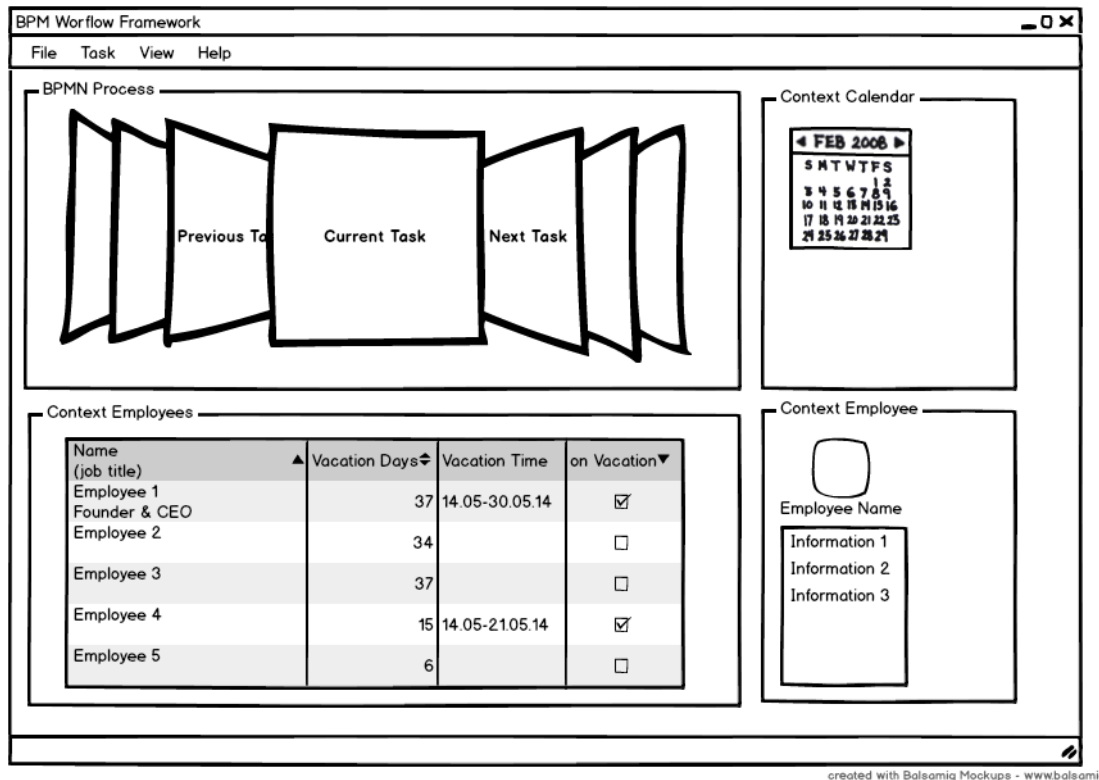 BPM Worflow Framework
File Task View Help
BPMN Process
Previous Ta
Current Task
Next Task
Context Calendar
FEB 2008
S M T W T F S
1 2
3 4 5 6 7 8 9
10 11 12 13 14 15 16
17 18 19 20 21 22 23
24 25 26 27 28 29
Context Employees
Name
(job title)
Vacation Days
Vacation Time
on Vacation
Employee 1
Founder & CEO
37 14.05-30.05.14
Employee 2
34
Employee 3
37
Employee 4
15 14.05-21.05.14
Employee 5
6
Context Employee
Employee Name
Information 1
Information 2
Information 3
created with Balsamiq Mockups - www.balsami